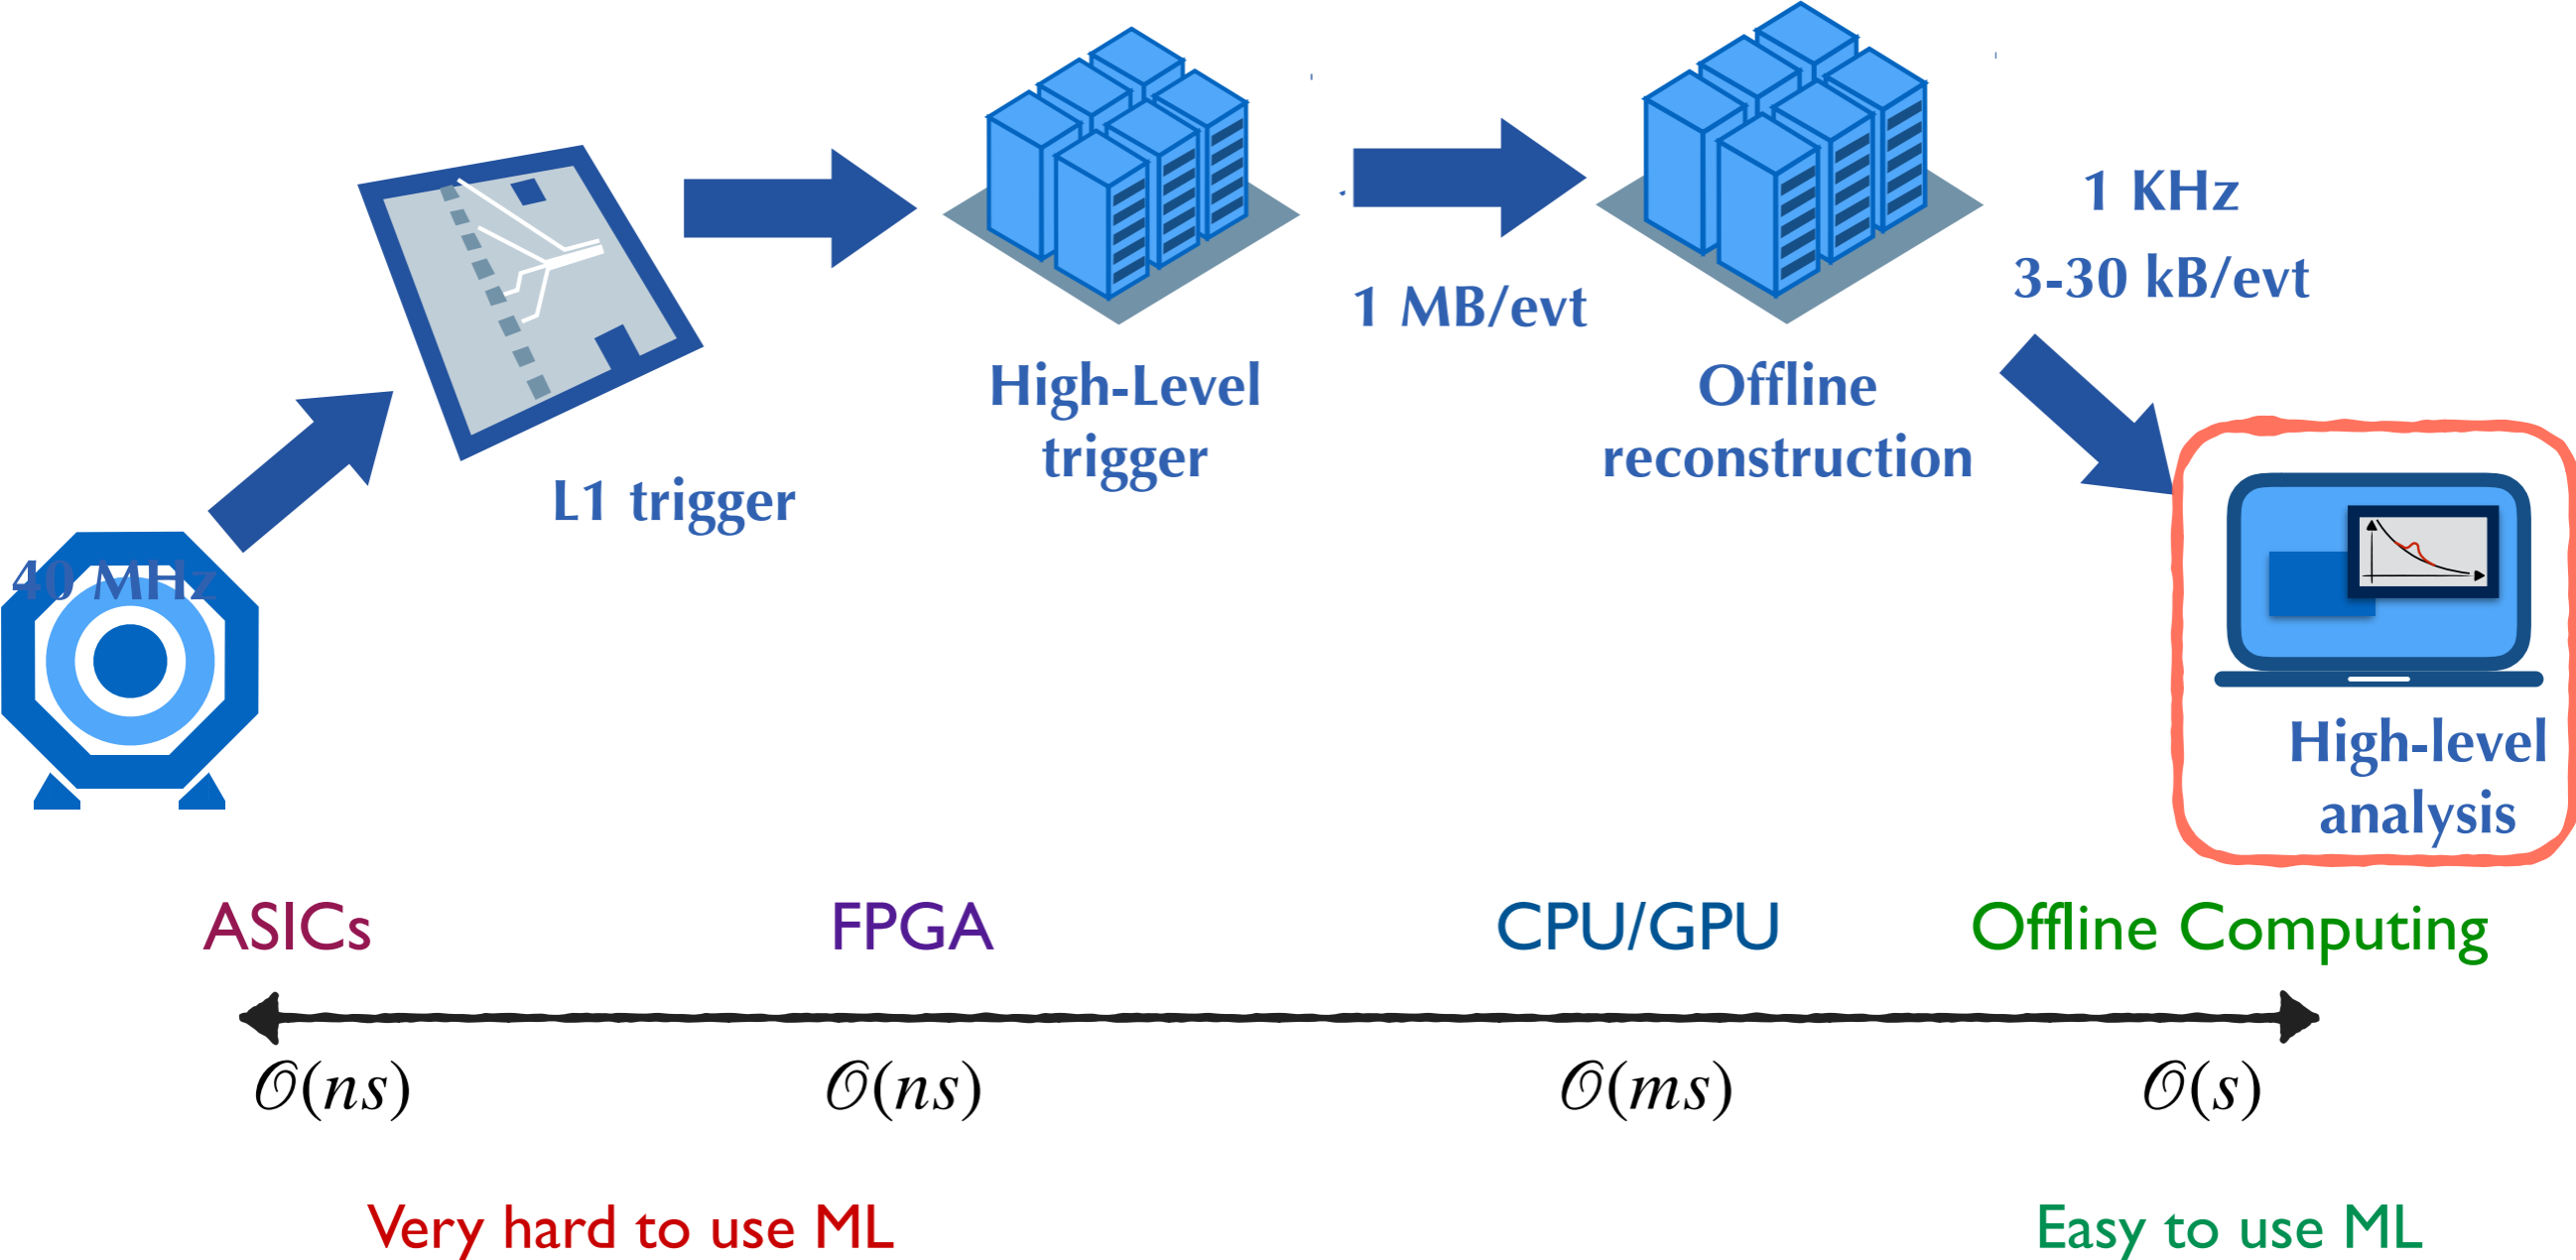 40 MHz
L1 trigger
High-Level
trigger
1 MB/evt
Offline
reconstruction
1 KHz
3-30 kB/evt
High-level
analysis
ASICs
FPGA
CPU/GPU
Offline Computing
𝒪(ns)
𝒪(ns)
𝒪(ms)
𝒪(s)
Very hard to use ML
Easy to use ML